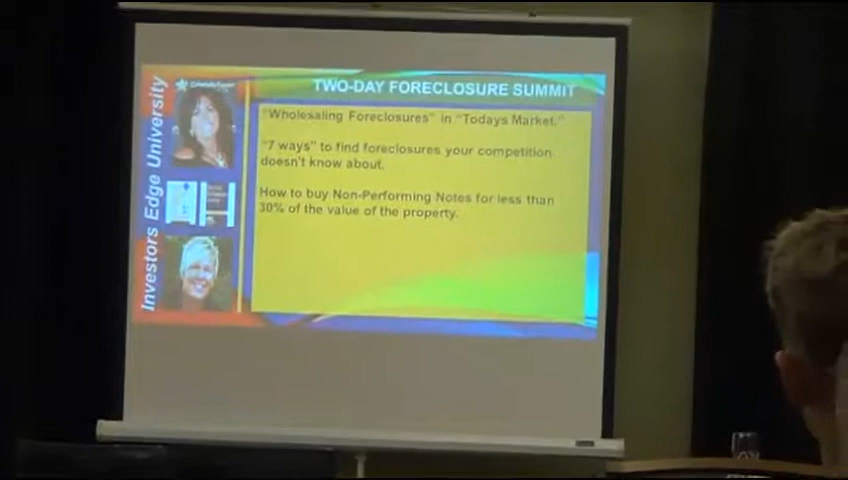 TWO-DAY FORECLOSURE SUMMIT
Investors Edge University
"Wholesaling Foreclosures" in "Todays Market."
"7 ways" to find foreclosures your competition
doesn't know about.
How to buy Non-Performing Notes for less than
30% of the value of the property.